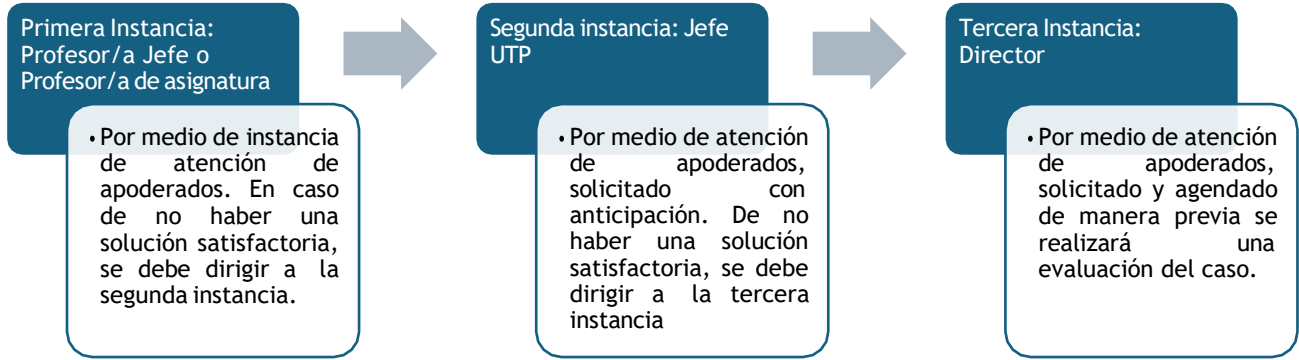 Primera Instancia:
Profesor/a Jefe o
Profesor/a de asignatura
• Por medio de instancia
de atención de
apoderados. En caso
de no haber una
solución satisfactoria,
se debe dirigir a la
segunda instancia.
Segunda instancia: Jefe
UTP
• Por medio de atención
de apoderados,
solicitado con
anticipación. De no
haber una solución
satisfactoria, se debe
dirigir a la tercera
instancia
Tercera Instancia:
Director
• Por medio de atención
de apoderados,
solicitado y agendado
de manera previa se
realizará una
evaluación del caso.